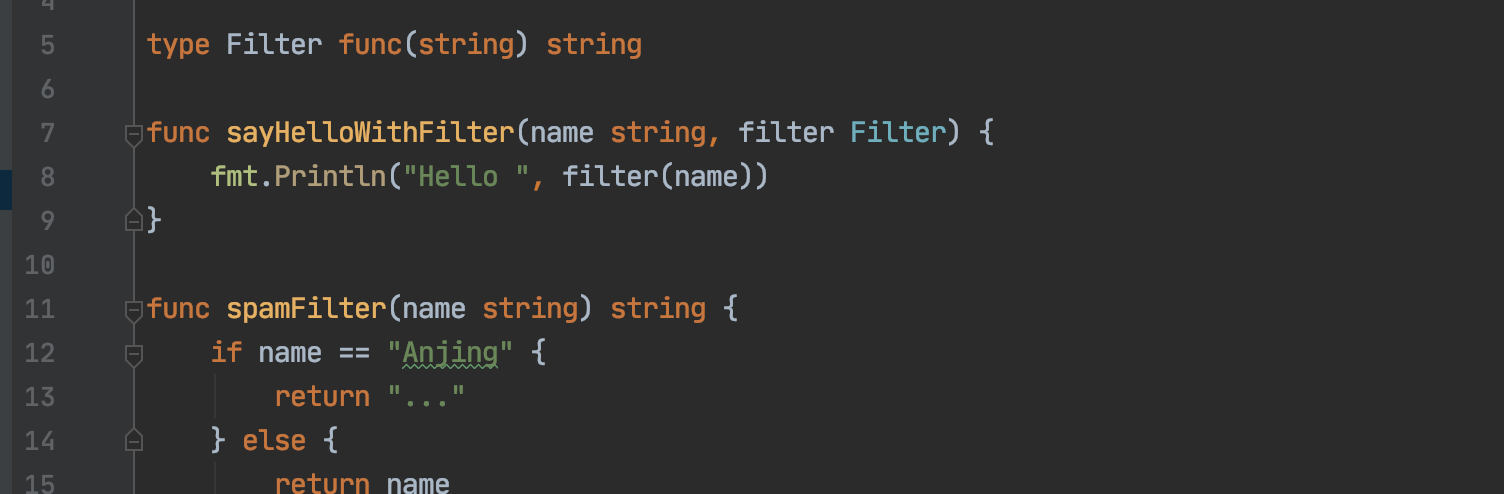 4
5 type Filter func(string) string
6
7 func sayHelloWithFilter(name string, filter Filter) {
8     fmt.Println("Hello ", filter(name))
9 }
10
11 func spamFilter(name string) string {
12     if name == "Anjing" {
13         return "..."
14     } else {
15         return name